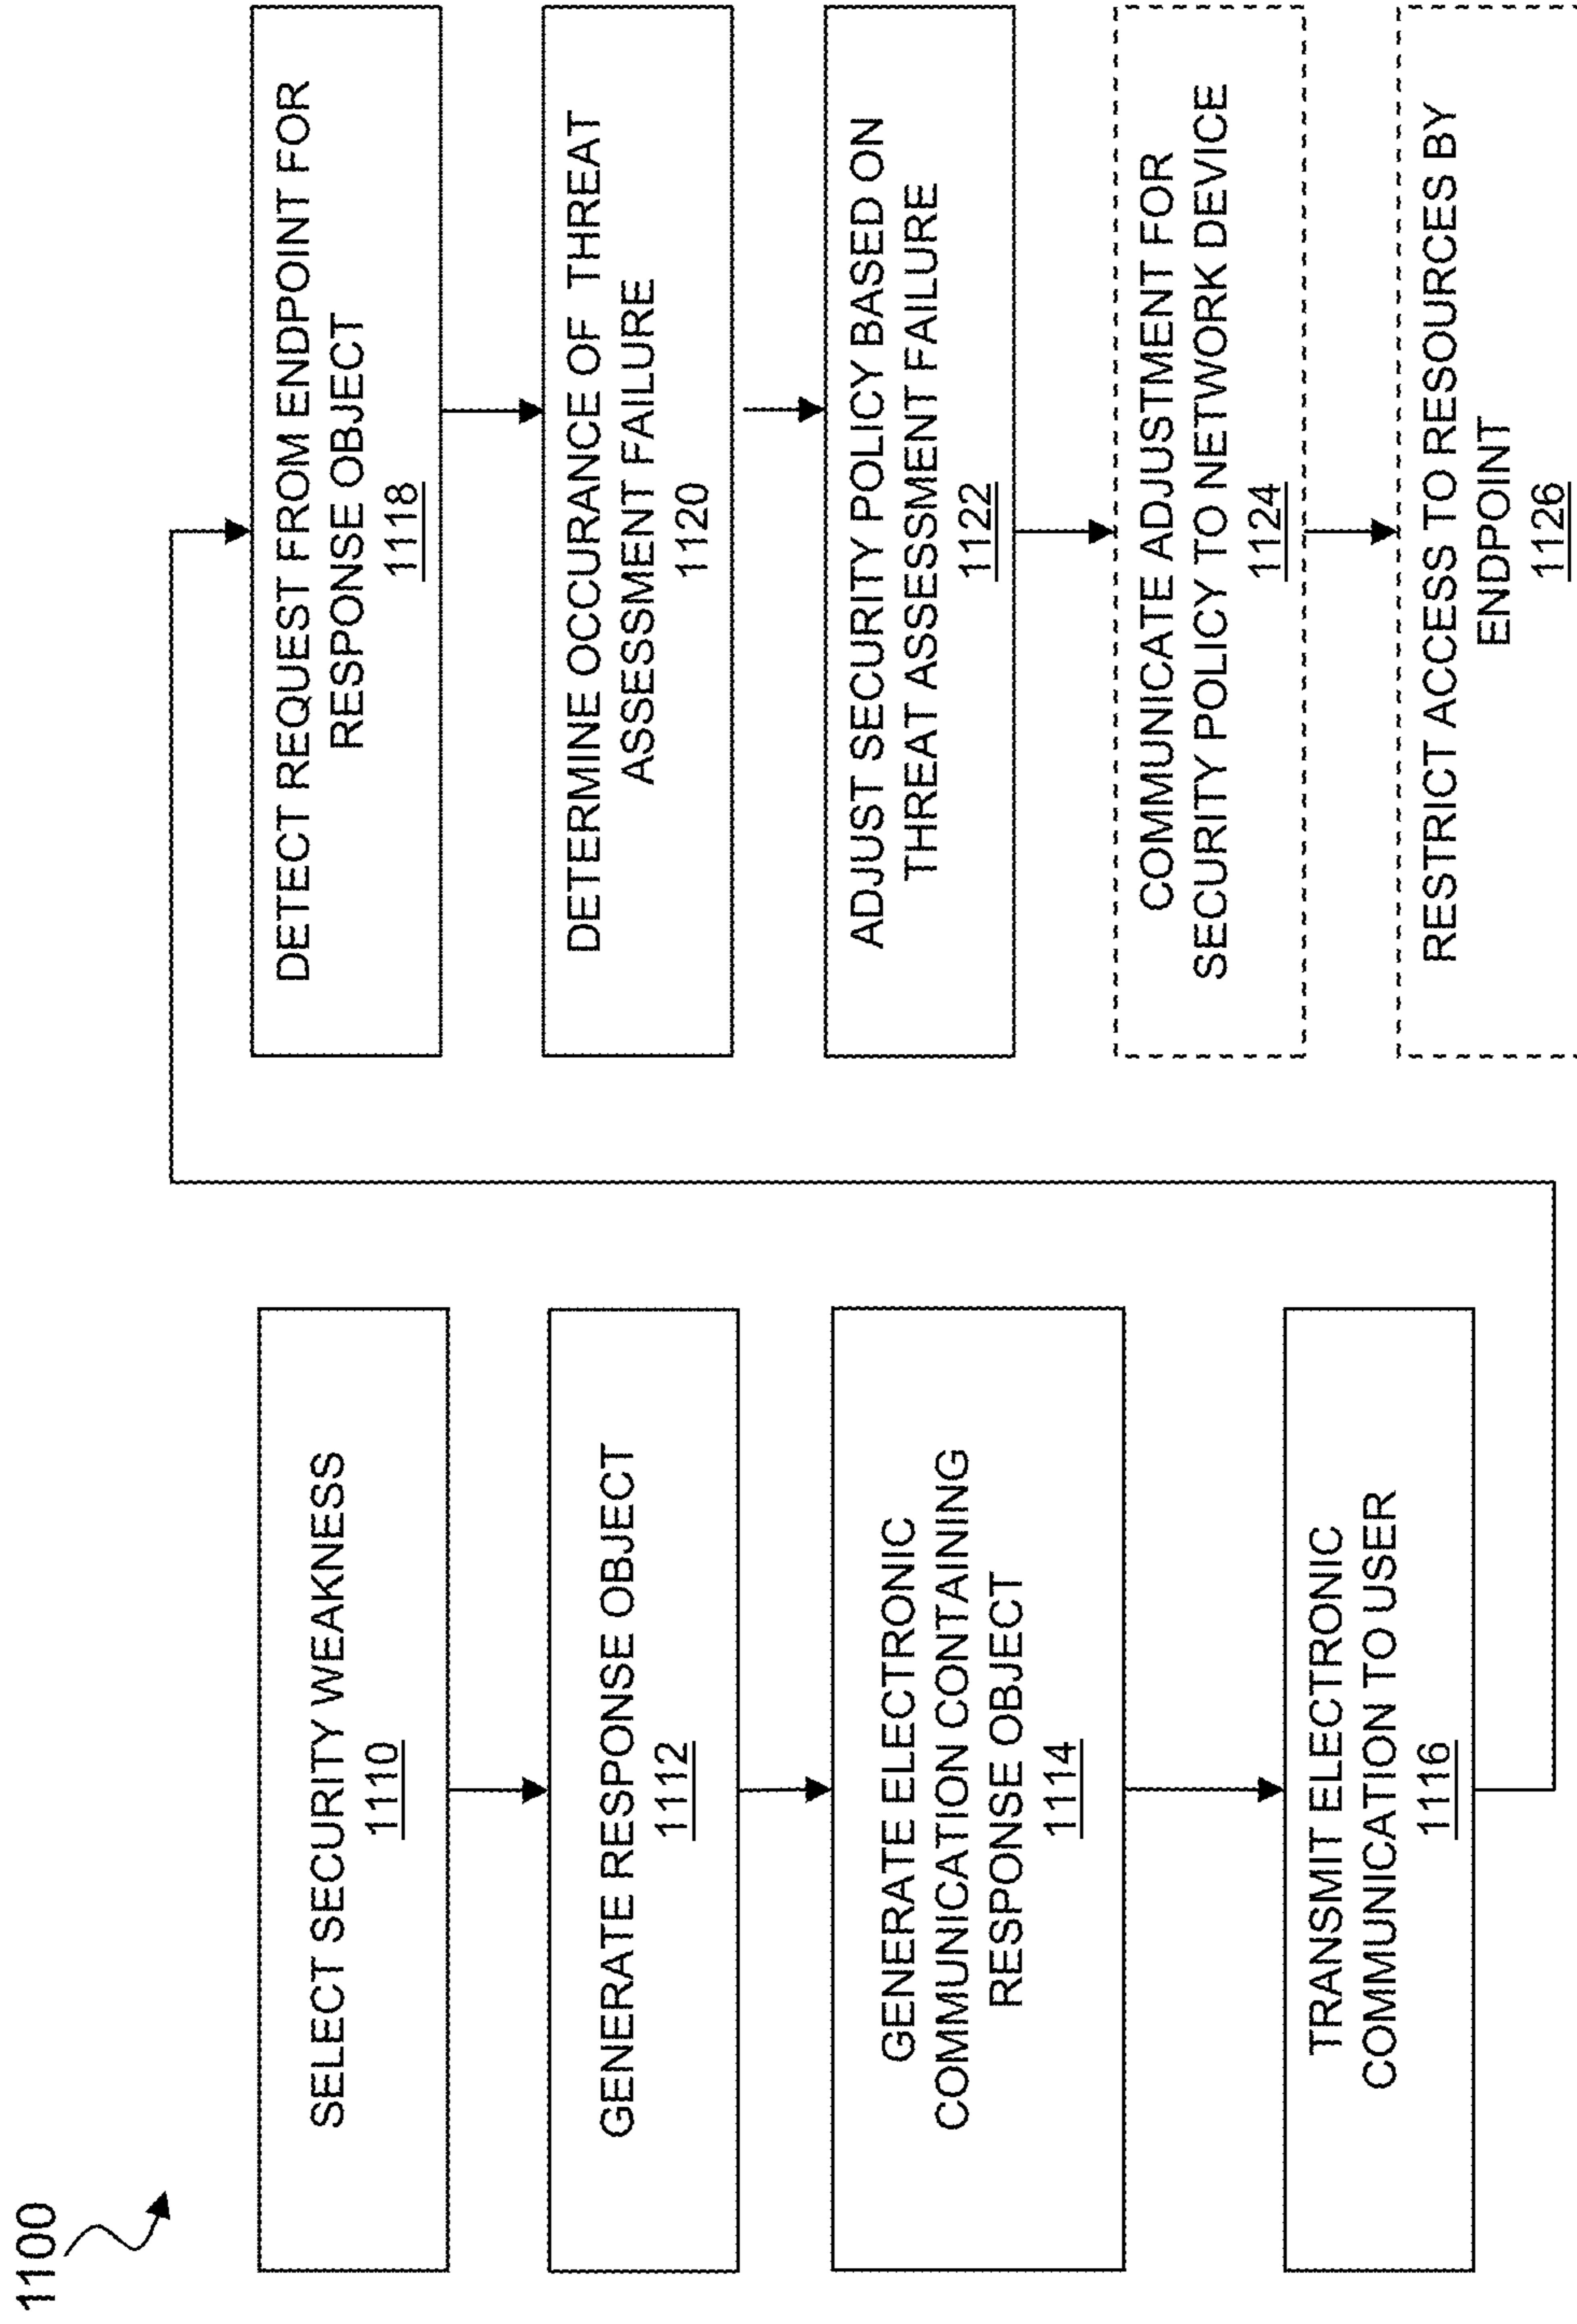 1100
SELECT SECURITY WEAKNESS
1110
GENERATE RESPONSE OBJECT
1112
GENERATE ELECTRONIC
COMMUNICATION CONTAINING
RESPONSE OBJECT
1114
TRANSMIT ELECTRONIC
COMMUNICATION TO USER
1116
DETECT REQUEST FROM ENDPOINT FOR
RESPONSE OBJECT
1118
DETERMINE OCCURANCE OF THREAT
ASSESSMENT FAILURE
1120
ADJUST SECURITY POLICY BASED ON
THREAT ASSESSMENT FAILURE
1122
COMMUNICATE ADJUSTMENT FOR
SECURITY POLICY TO NETWORK DEVICE
1124
RESTRICT ACCESS TO RESOURCES BY
ENDPOINT
1126